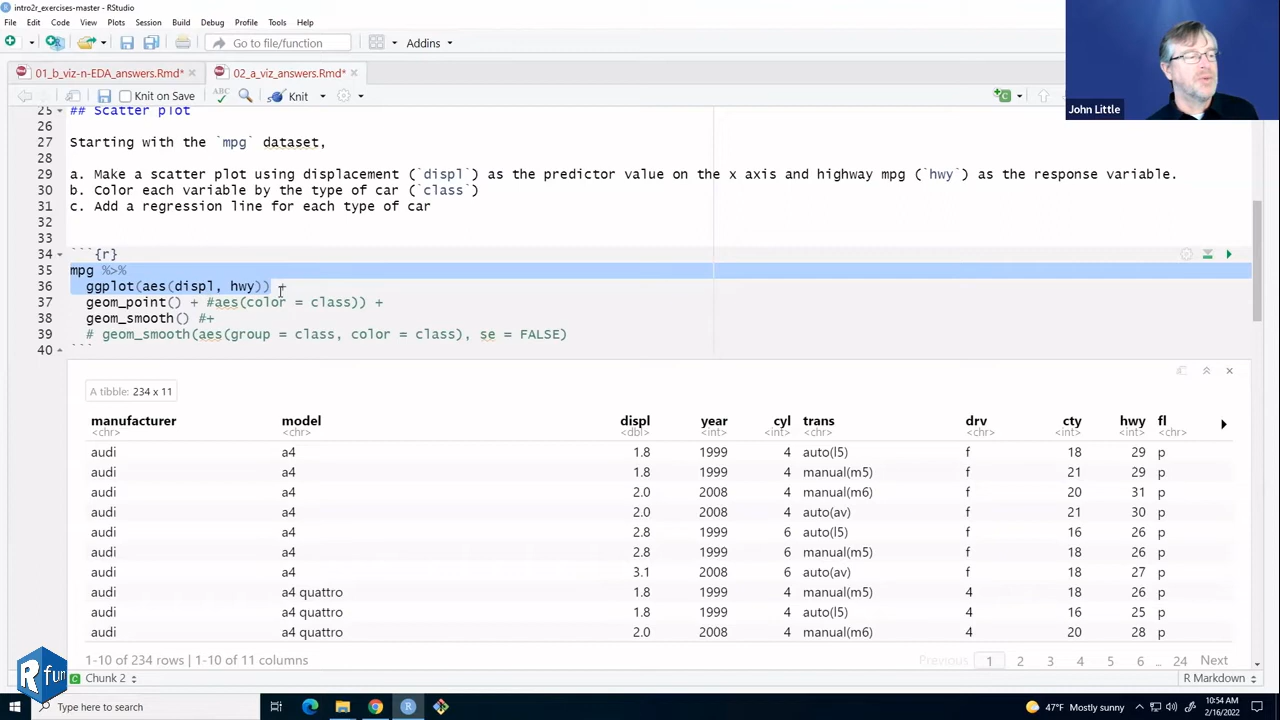 intro2r_exercises-master - RStudio
File Edit Code View Plots Session Build Debug Profile Tools Help
Go to file/function Addins
01_b_viz-n-EDA_answers.Rmd* 02_a_viz_answers.Rmd*
Knit on Save ABC Knit
John Little
25 ## Scatter plot
26
27 Starting with the `mpg` dataset,
28
29 a. Make a scatter plot using displacement (`displ`) as the predictor value on the x axis and highway mpg (`hwy`) as the response variable.
30 b. Color each variable by the type of car (`class`)
31 c. Add a regression line for each type of car
32
33
34 ```{r}
35 mpg %>%
36 ggplot(aes(displ, hwy)) +
37 geom_point() + #aes(color = class)) +
38 geom_smooth() #+
39 # geom_smooth(aes(group = class, color = class), se = FALSE)
40 ```
A tibble: 234 x 11
manufacturer model displ year cyl trans drv cty hwy fl
<chr> <chr> <dbl> <int> <int> <chr> <chr> <int> <int> <chr>
audi a4 1.8 1999 4 auto(l5) f 18 29 p
audi a4 1.8 1999 4 manual(m5) f 21 29 p
audi a4 2.0 2008 4 manual(m6) f 20 31 p
audi a4 2.0 2008 4 auto(av) f 21 30 p
audi a4 2.8 1999 6 auto(l5) f 16 26 p
audi a4 2.8 1999 6 manual(m5) f 18 26 p
audi a4 3.1 2008 6 auto(av) f 18 27 p
audi a4 quattro 1.8 1999 4 manual(m5) 4 18 26 p
audi a4 quattro 1.8 1999 4 auto(l5) 4 16 25 p
audi a4 quattro 2.0 2008 4 manual(m6) 4 20 28 p
1-10 of 234 rows | 1-10 of 11 columns Previous 1 2 3 4 5 6 … 24 Next
R fun
Chunk 2 R Markdown
Type here to search 47°F Mostly sunny 10:54 AM
2/16/2022